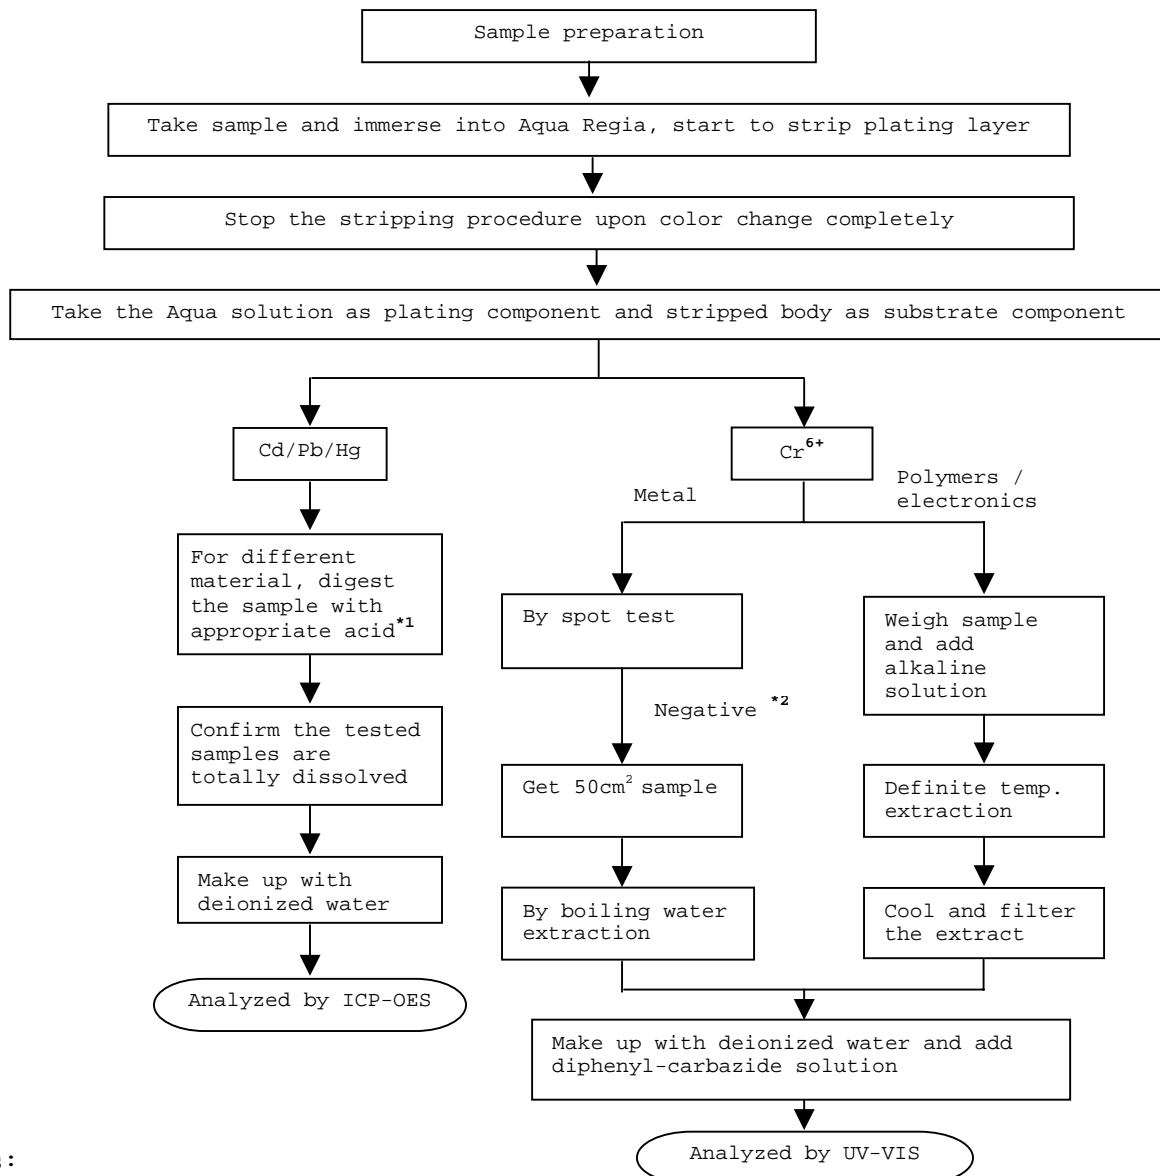 Sample preparation
Take sample and immerse into Aqua Regia, start to strip plating layer
Stop the stripping procedure upon color change completely
Take the Aqua solution as plating component and stripped body as substrate component
Cd/Pb/Hg
For different
material, digest
the sample with
appropriate acid*1
Confirm the tested
samples are
totally dissolved
Make up with
deionized water
Analyzed by ICP-OES
Cr6+
Metal
Polymers /
electronics
By spot test
Negative *2
Get 50cm2 sample
By boiling water
extraction
Weigh sample
and add
alkaline
solution
Definite temp.
extraction
Cool and filter
the extract
Make up with deionized water and add
diphenyl-carbazide solution
Analyzed by UV-VIS